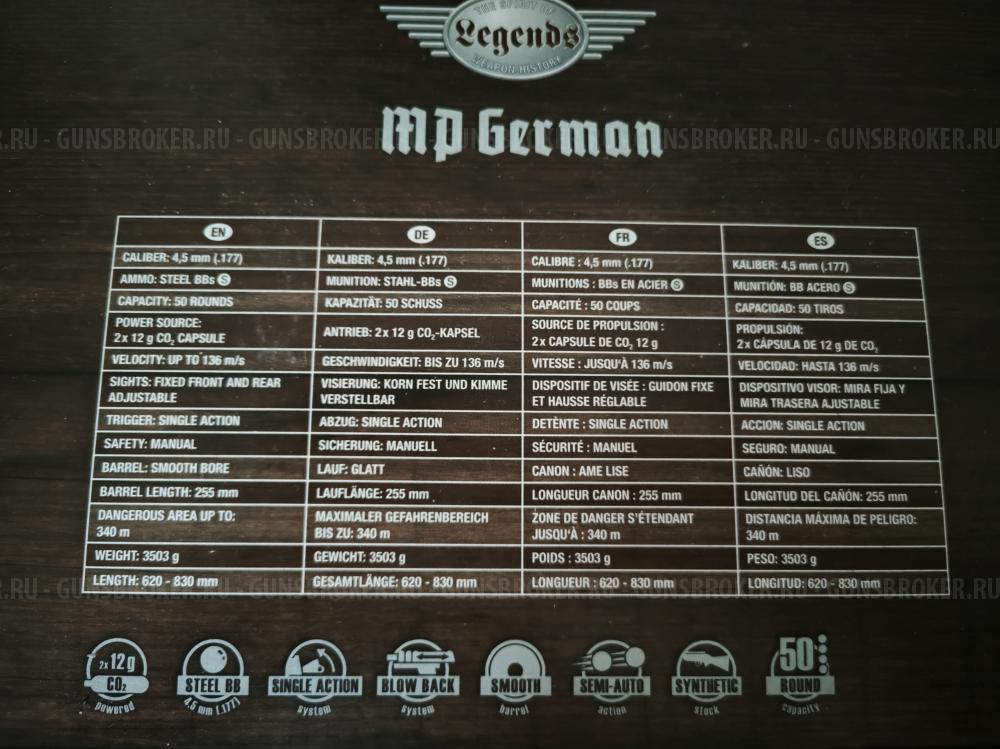 THE SPIRIT OF
Legends
WEAPON HISTORY
MP German
GUNSBROKER.RU - GUNSBROKER.RU - GUNSBROKER.RU
EN
CALIBER: 4,5 mm (.177)
AMMO: STEEL BBs S
CAPACITY: 50 ROUNDS
POWER SOURCE:
2x 12 g CO₂ CAPSULE
VELOCITY: UP TO 136 m/s
SIGHTS: FIXED FRONT AND REAR
ADJUSTABLE
TRIGGER: SINGLE ACTION
SAFETY: MANUAL
BARREL: SMOOTH BORE
BARREL LENGTH: 255 mm
DANGEROUS AREA UP TO:
340 m
WEIGHT: 3503 g
LENGTH: 620 - 830 mm
DE
KALIBER: 4,5 mm (.177)
MUNITION: STAHL-BBs S
KAPAZITÄT: 50 SCHUSS
ANTRIEB: 2x 12 g CO₂-KAPSEL
GESCHWINDIGKEIT: BIS ZU 136 m/s
VISIERUNG: KORN FEST UND KIMME
VERSTELLBAR
ABZUG: SINGLE ACTION
SICHERUNG: MANUELL
LAUF: GLATT
LAUFLÄNGE: 255 mm
MAXIMALER GEFAHRENBEREICH
BIS ZU: 340 m
GEWICHT: 3503 g
GESAMTLÄNGE: 620 - 830 mm
FR
CALIBRE : 4,5 mm (.177)
MUNITIONS : BBs EN ACIER S
CAPACITÉ : 50 COUPS
SOURCE DE PROPULSION :
2x CAPSULE DE CO₂ 12 g
VITESSE : JUSQU'À 136 m/s
DISPOSITIF DE VISÉE : GUIDON FIXE
ET HAUSSE RÉGLABLE
DETÈNTE : SINGLE ACTION
SÉCURITÉ : MANUEL
CANON : AME LISE
LONGUEUR CANON : 255 mm
ZONE DE DANGER S'ÉTENDANT
JUSQU'À : 340 m
POIDS : 3503 g
LONGUEUR : 620 - 830 mm
ES
KALIBER: 4,5 mm (.177)
MUNITIÓN: BB ACERO S
CAPACIDAD: 50 TIROS
PROPULSIÓN:
2x CÁPSULA DE 12 g DE CO₂
VELOCIDAD: HASTA 136 m/s
DISPOSITIVO VISOR: MIRA FIJA Y
MIRA TRASERA AJUSTABLE
ACCION: SINGLE ACTION
SEGURO: MANUAL
CAÑÓN: LISO
LONGITUD DEL CAÑÓN: 255 mm
DISTANCIA MÁXIMA DE PELIGRO:
340 m
PESO: 3503 g
LONGITUD: 620 - 830 mm
GUNSBROKER.RU - GUNSBROKER.RU - GUNSBROKER.RU
2x 12g
CO₂
powered
STEEL BB
4,5 mm (.177)
SINGLE ACTION
system
BLOW BACK
system
SMOOTH
barrel
SEMI-AUTO
action
SYNTHETIC
stock
50
ROUND
capacity